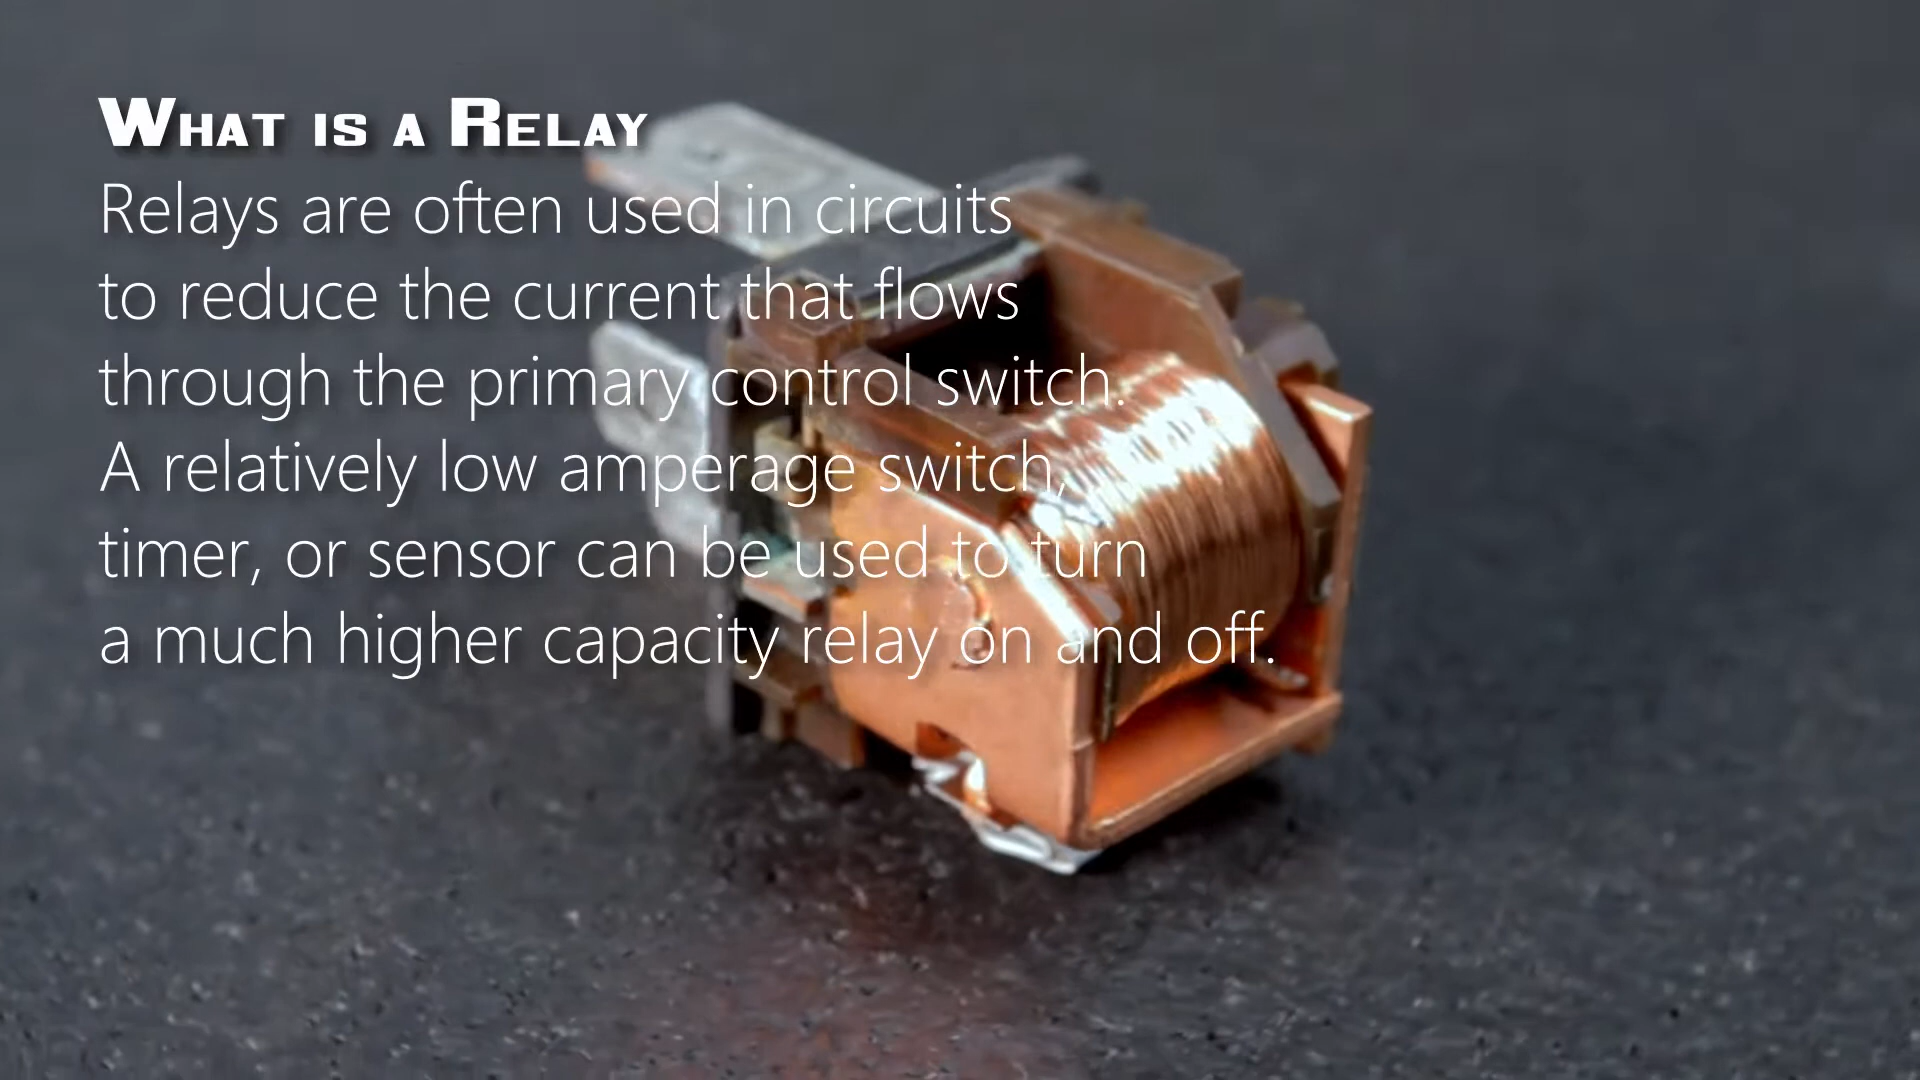 What is a Relay
Relays are often used in circuits
to reduce the current that flows
through the primary control switch.
A relatively low amperage switch,
timer, or sensor can be used to turn
a much higher capacity relay on and off.